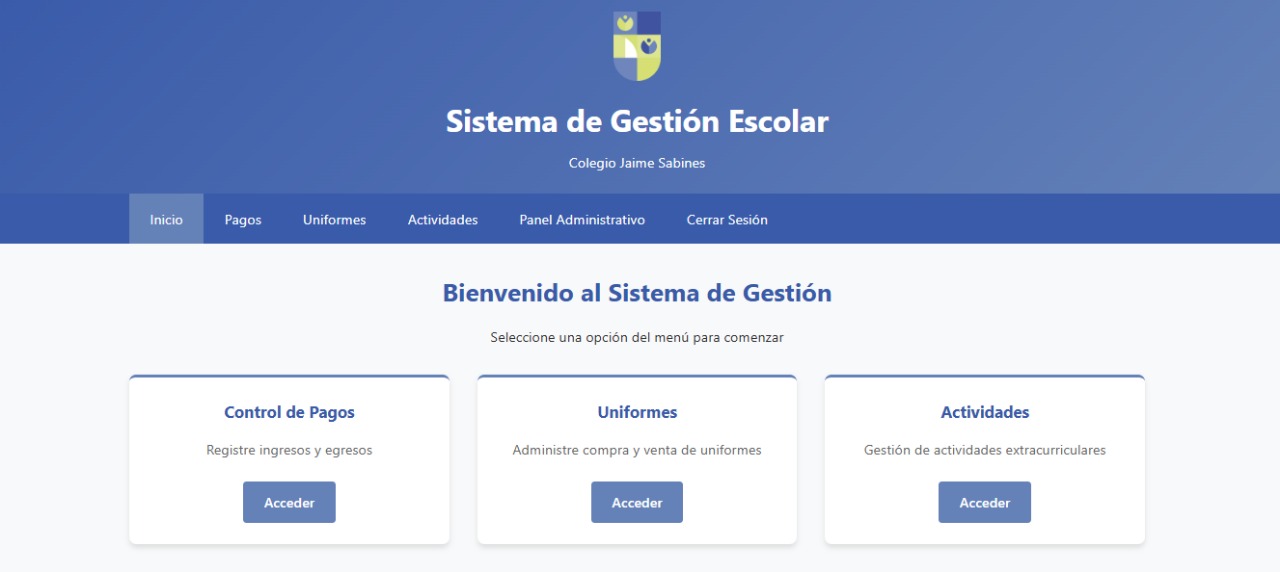 Sistema de Gestión Escolar
Colegio Jaime Sabines
Inicio Pagos Uniformes Actividades Panel Administrativo Cerrar Sesión
Bienvenido al Sistema de Gestión
Seleccione una opción del menú para comenzar
Control de Pagos
Registre ingresos y egresos
Acceder
Uniformes
Administre compra y venta de uniformes
Acceder
Actividades
Gestión de actividades extracurriculares
Acceder